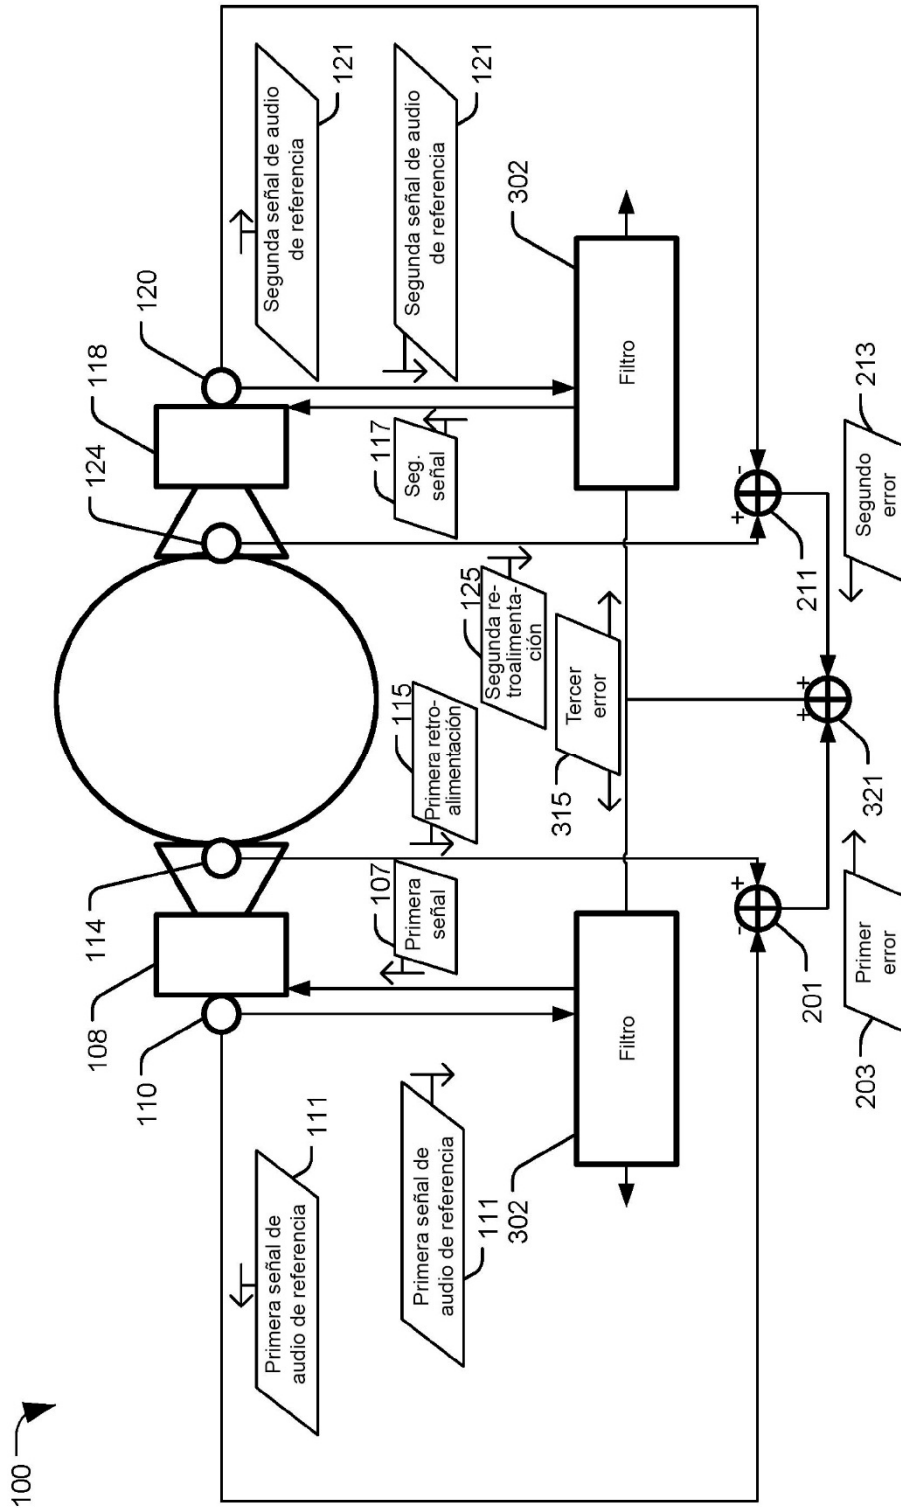 100
110
108
114
124
118
120
Primera señal de
audio de referencia
111
Segunda señal de audio
de referencia
121
Primera señal de
audio de referencia
111
107
Primera
señal
115
Primera retro-
alimentación
125
Segunda re-
troalimenta-
ción
117
Seg.
señal
Segunda señal de audio
de referencia
121
302
Filtro
315
Tercer
error
302
Filtro
-
+
201
+
+
321
+
-
211
203
Primer
error
Segundo
error
213